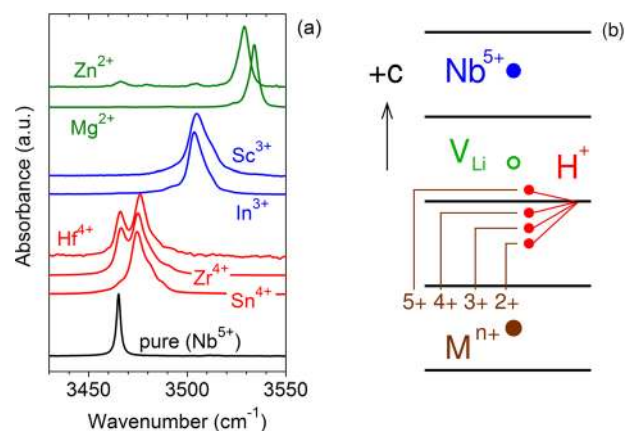 (a)
Zn²⁺
Mg²⁺
Sc³⁺
In³⁺
Hf⁴⁺
Zr⁴⁺
Sn⁴⁺
pure (Nb⁵⁺)
Absorbance (a.u.)
3450 3500 3550
Wavenumber (cm⁻¹)
(b)
+c
Nb⁵⁺
V_Li
H⁺
5+ 4+ 3+ 2+
Mⁿ⁺